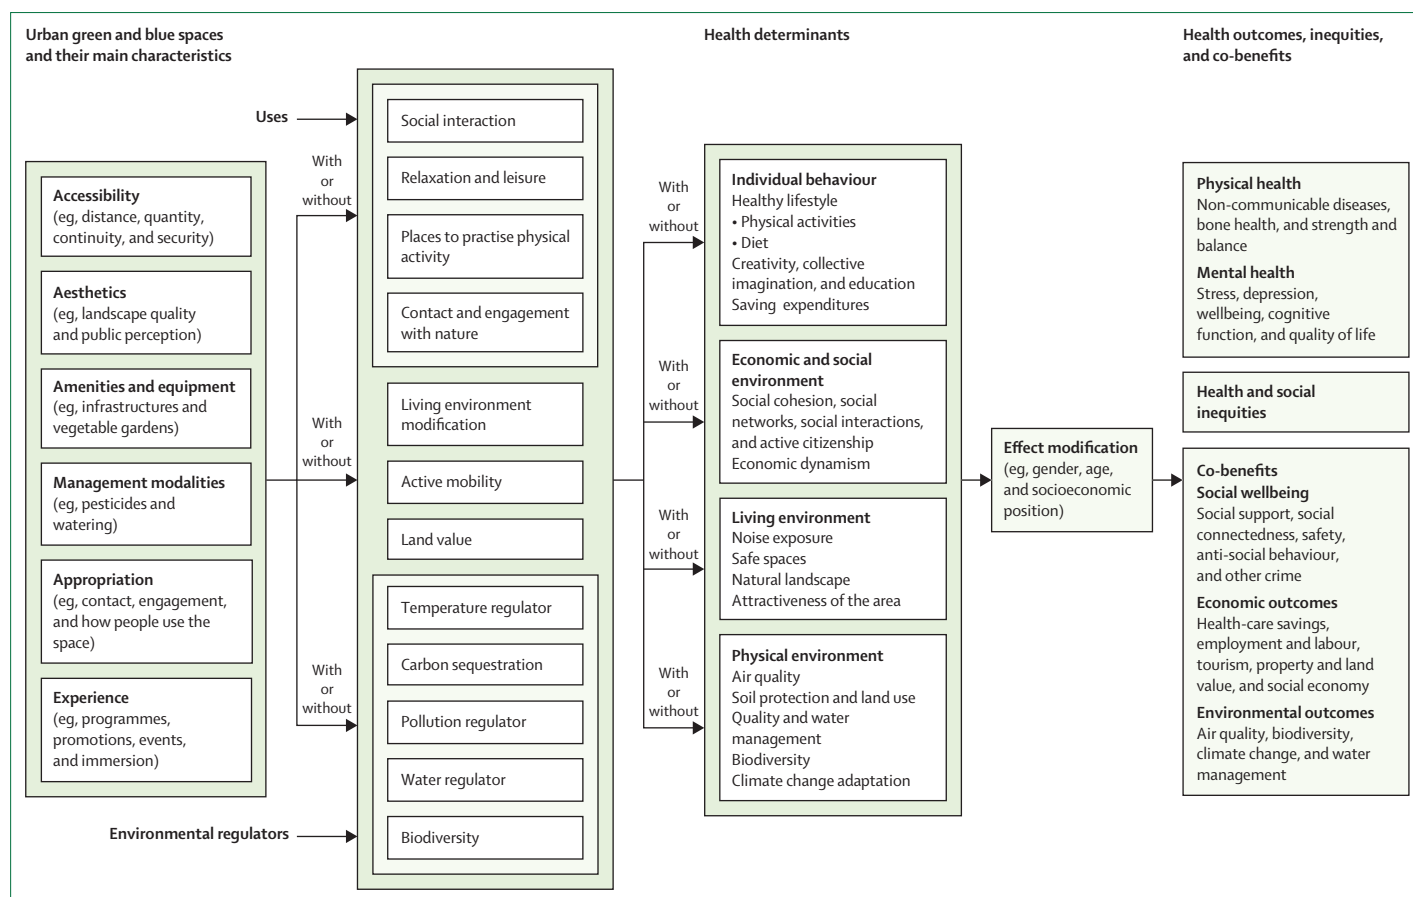 Urban green and blue spaces
and their main characteristics
Health determinants
Health outcomes, inequities,
and co-benefits
Accessibility
(eg, distance, quantity,
continuity, and security)
Aesthetics
(eg, landscape quality
and public perception)
Amenities and equipment
(eg, infrastructures and
vegetable gardens)
Management modalities
(eg, pesticides and
watering)
Appropriation
(eg, contact, engagement,
and how people use the
space)
Experience
(eg, programmes,
promotions, events,
and immersion)
Uses
Environmental regulators
With
or
without
With
or
without
With
or
without
Social interaction
Relaxation and leisure
Places to practise physical
activity
Contact and engagement
with nature
Living environment
modification
Active mobility
Land value
Temperature regulator
Carbon sequestration
Pollution regulator
Water regulator
Biodiversity
With
or
without
With
or
without
With
or
without
With
or
without
Individual behaviour
Healthy lifestyle
• Physical activities
• Diet
Creativity, collective
imagination, and education
Saving expenditures
Economic and social
environment
Social cohesion, social
networks, social interactions,
and active citizenship
Economic dynamism
Living environment
Noise exposure
Safe spaces
Natural landscape
Attractiveness of the area
Physical environment
Air quality
Soil protection and land use
Quality and water
management
Biodiversity
Climate change adaptation
Effect modification
(eg, gender, age,
and socioeconomic
position)
Physical health
Non-communicable diseases,
bone health, and strength and
balance
Mental health
Stress, depression,
wellbeing, cognitive
function, and quality of life
Health and social
inequities
Co-benefits
Social wellbeing
Social support, social
connectedness, safety,
anti-social behaviour,
and other crime
Economic outcomes
Health-care savings,
employment and labour,
tourism, property and land
value, and social economy
Environmental outcomes
Air quality, biodiversity,
climate change, and water
management